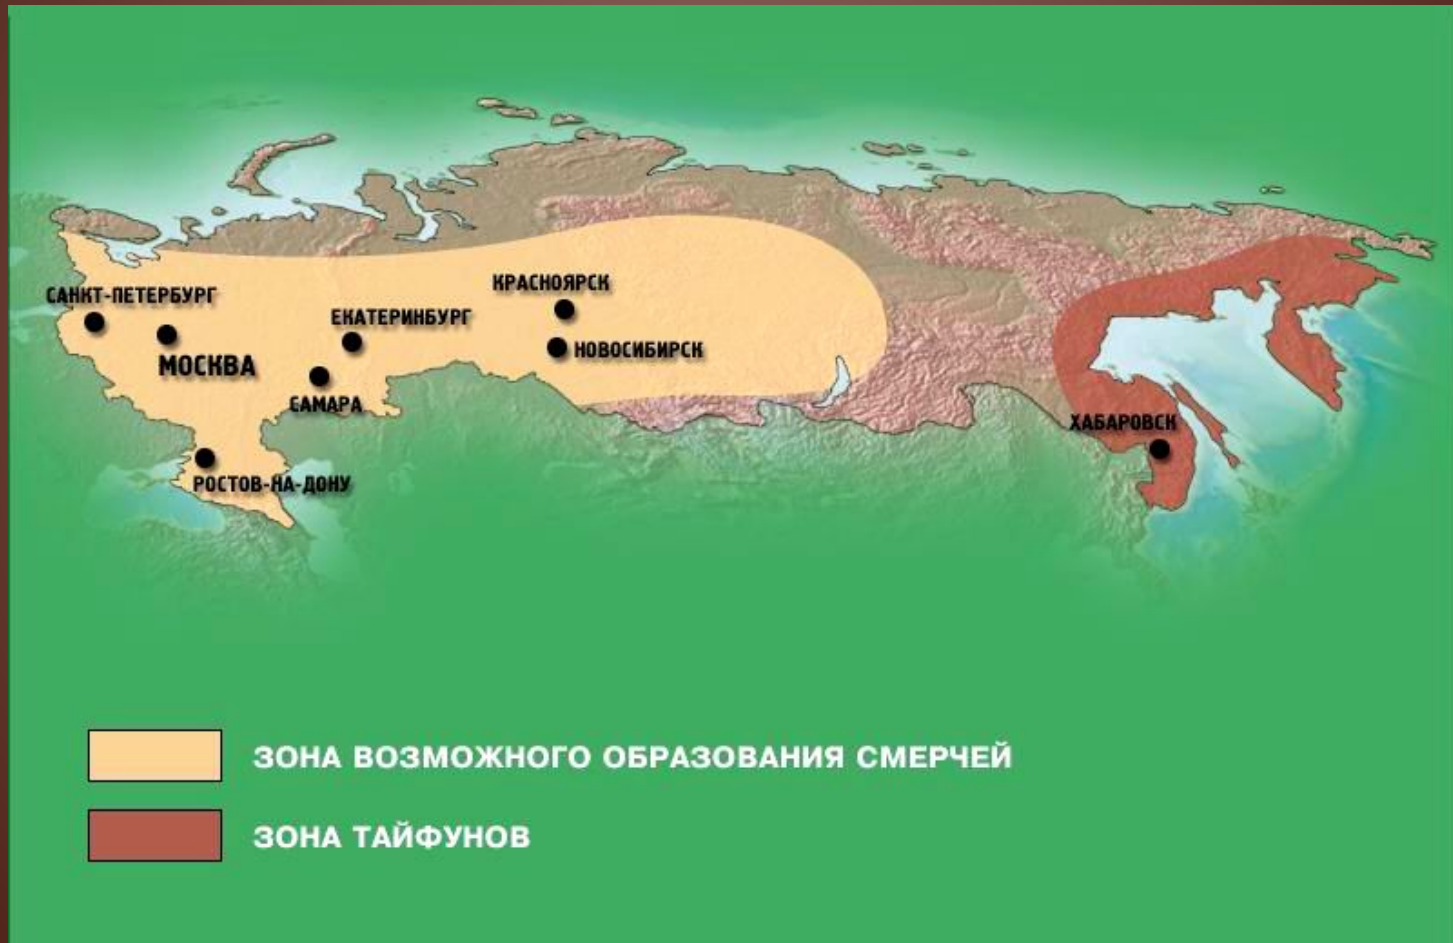 САНКТ-ПЕТЕРБУРГ
МОСКВА
ЕКАТЕРИНБУРГ
САМАРА
РОСТОВ-НА-ДОНУ
КРАСНОЯРСК
НОВОСИБИРСК
ХАБАРОВСК
ЗОНА ВОЗМОЖНОГО ОБРАЗОВАНИЯ СМЕРЧЕЙ
ЗОНА ТАЙФУНОВ